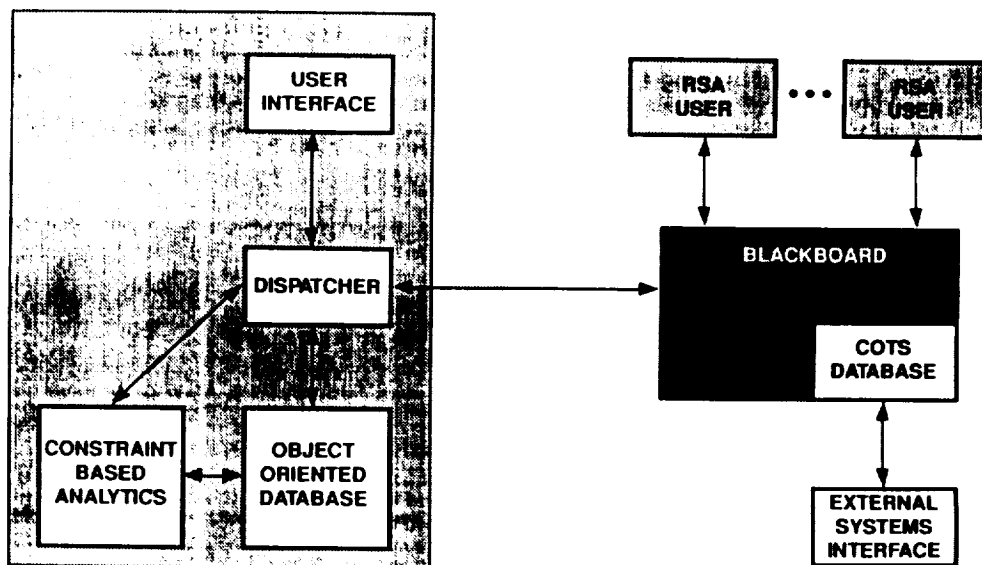 USER
INTERFACE
DISPATCHER
CONSTRAINT
BASED
ANALYTICS
OBJECT
ORIENTED
DATABASE
RSA
USER
RSA
USER
BLACKBOARD
COTS
DATABASE
EXTERNAL
SYSTEMS
INTERFACE